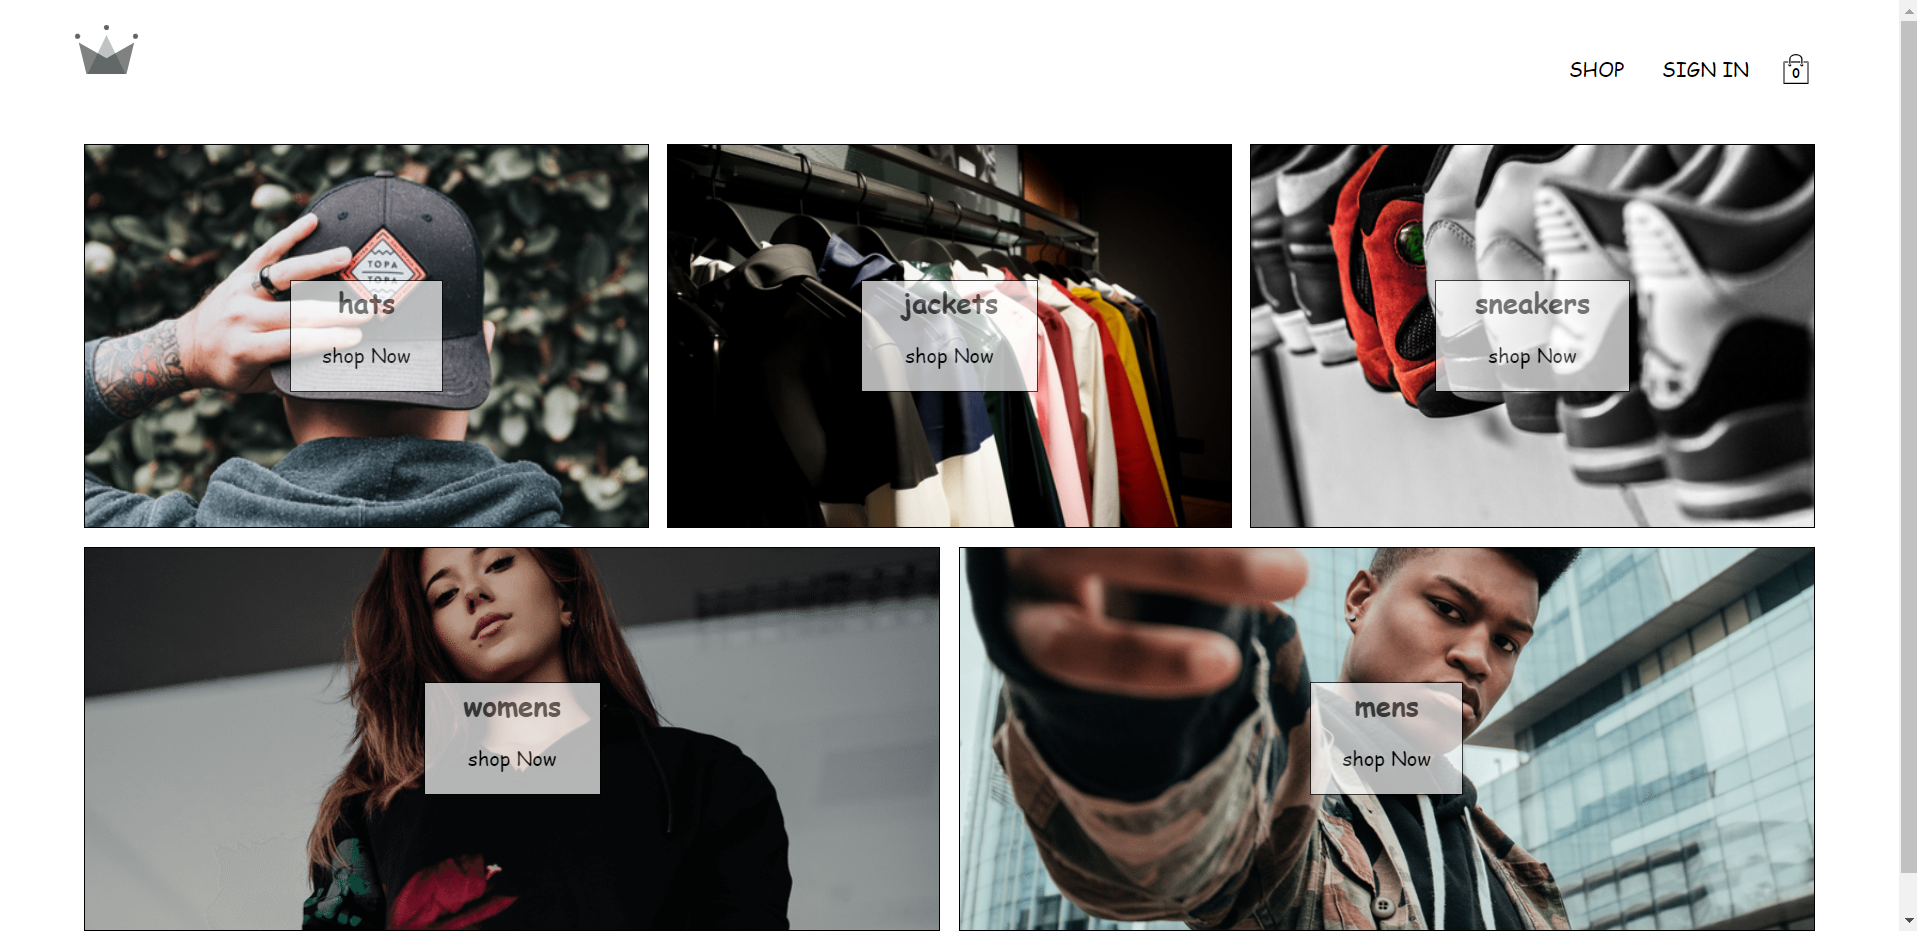 SHOP
SIGN IN
0
TOPA
TOPA
hats
shop Now
jackets
shop Now
sneakers
shop Now
womens
shop Now
mens
shop Now